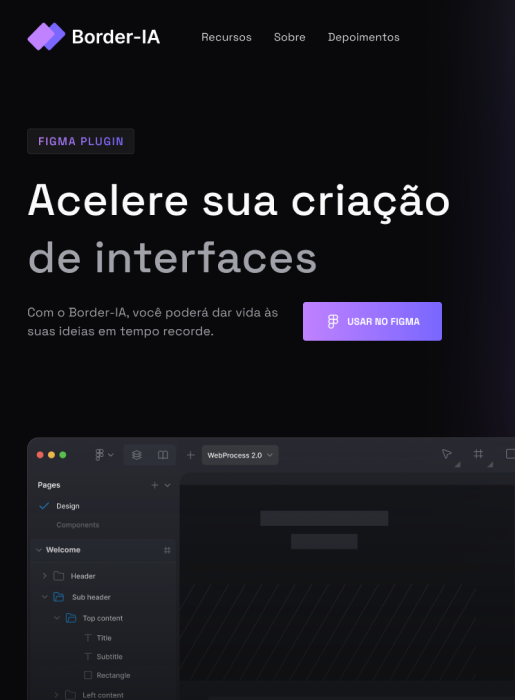 Border-IA
Recursos
Sobre
Depoimentos
FIGMA PLUGIN
Acelere sua criação
de interfaces
Com o Border-IA, você poderá dar vida às
suas ideias em tempo recorde.
USAR NO FIGMA
WebProcess 2.0
Pages
Design
Components
Welcome
Header
Sub header
Top content
Title
Subtitle
Rectangle
Left content